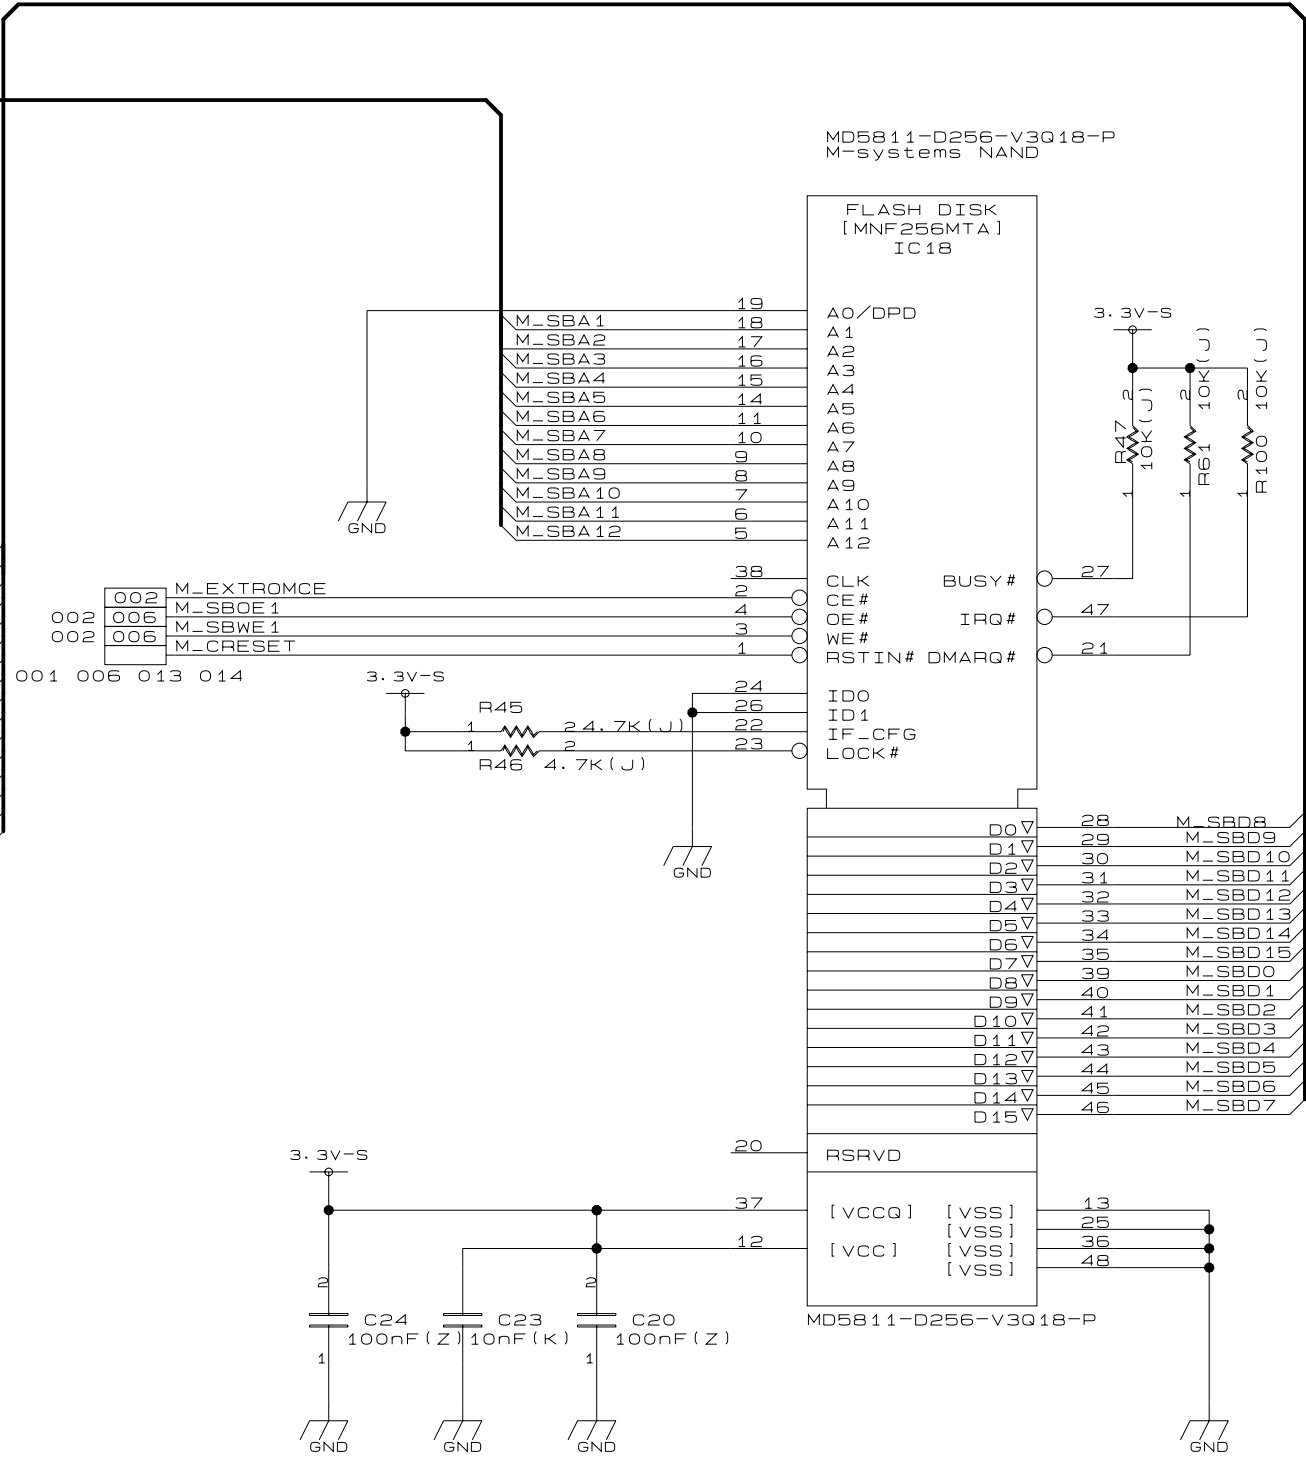 MD5811-D256-V3Q18-P
M-systems NAND
FLASH DISK
[MNF256MTA]
IC18
19 A0/DPD
M_SBA1 18 A1
M_SBA2 17 A2
M_SBA3 16 A3
M_SBA4 15 A4
M_SBA5 14 A5
M_SBA6 11 A6
M_SBA7 10 A7
M_SBA8 9 A8
M_SBA9 8 A9
M_SBA10 7 A10
M_SBA11 6 A11
M_SBA12 5 A12
GND
3.3V-S
2 R47 10K(J) 1
2 R61 10K(J) 1
2 R100 10K(J) 1
38 CLK BUSY# 27
002 M_EXTROMCE 2 CE#
002 006 M_SBOE1 4 OE# IRQ# 47
002 006 M_SBWE1 3 WE#
M_CRESET 1 RSTIN# DMARQ# 21
001 006 013 014
3.3V-S
24 ID0
26 ID1
R45 1 2 4.7K(J) 22 IF_CFG
1 2 23 LOCK#
R46 4.7K(J)
GND
D0 28 M_SBD8
D1 29 M_SBD9
D2 30 M_SBD10
D3 31 M_SBD11
D4 32 M_SBD12
D5 33 M_SBD13
D6 34 M_SBD14
D7 35 M_SBD15
D8 39 M_SBD0
D9 40 M_SBD1
D10 41 M_SBD2
D11 42 M_SBD3
D12 43 M_SBD4
D13 44 M_SBD5
D14 45 M_SBD6
D15 46 M_SBD7
20 RSRVD
3.3V-S
37 [VCCQ] [VSS] 13
[VSS] 25
12 [VCC] [VSS] 36
[VSS] 48
2 2
C24 C23 C20
100nF(Z) 10nF(K) 100nF(Z)
1 1
MD5811-D256-V3Q18-P
GND GND GND GND